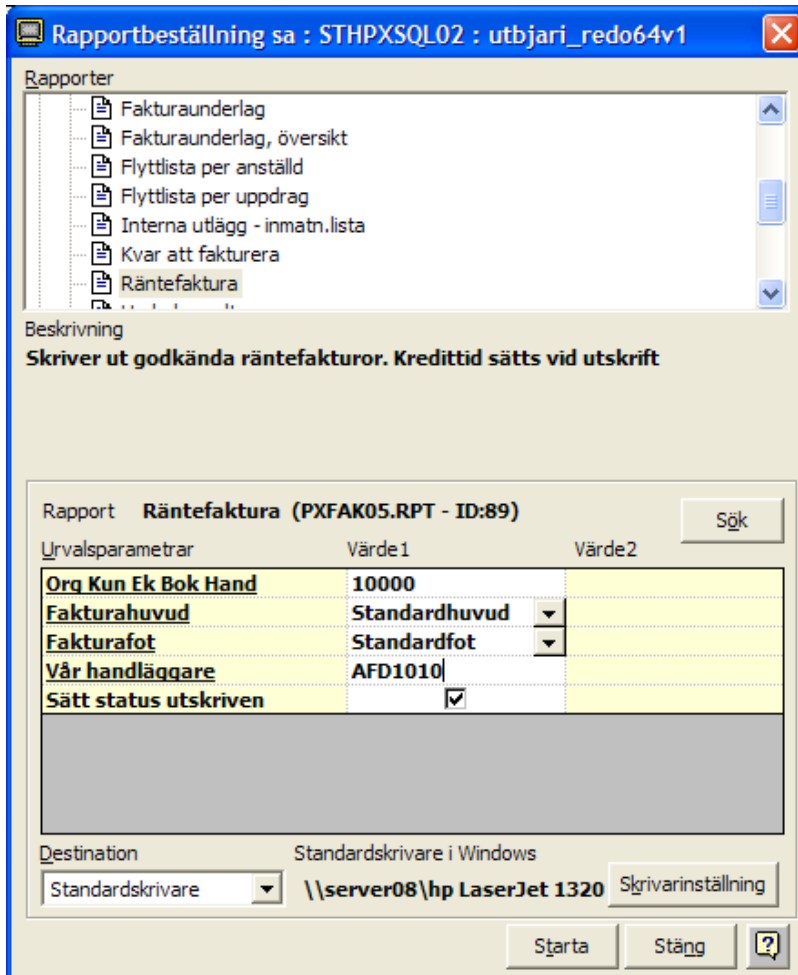 Rapportbeställning sa : STHPXSQL02 : utbjari_redo64v1
Rapporter
Fakturaunderlag
Fakturaunderlag, översikt
Flyttlista per anställd
Flyttlista per uppdrag
Interna utlägg - inmatn.lista
Kvar att fakturera
Räntefaktura
Beskrivning
Skriver ut godkända räntefakturor. Kredittid sätts vid utskrift
Rapport Räntefaktura (PXFAK05.RPT - ID:89) Sök
Urvalsparametrar Värde1 Värde2
Org Kun Ek Bok Hand 10000
Fakturahuvud Standardhuvud
Fakturafot Standardfot
Vår handläggare AFD1010
Sätt status utskriven
Destination Standardskrivare i Windows
Standardskrivare \\server08\hp LaserJet 1320 Skrivarinställning
Starta Stäng ?